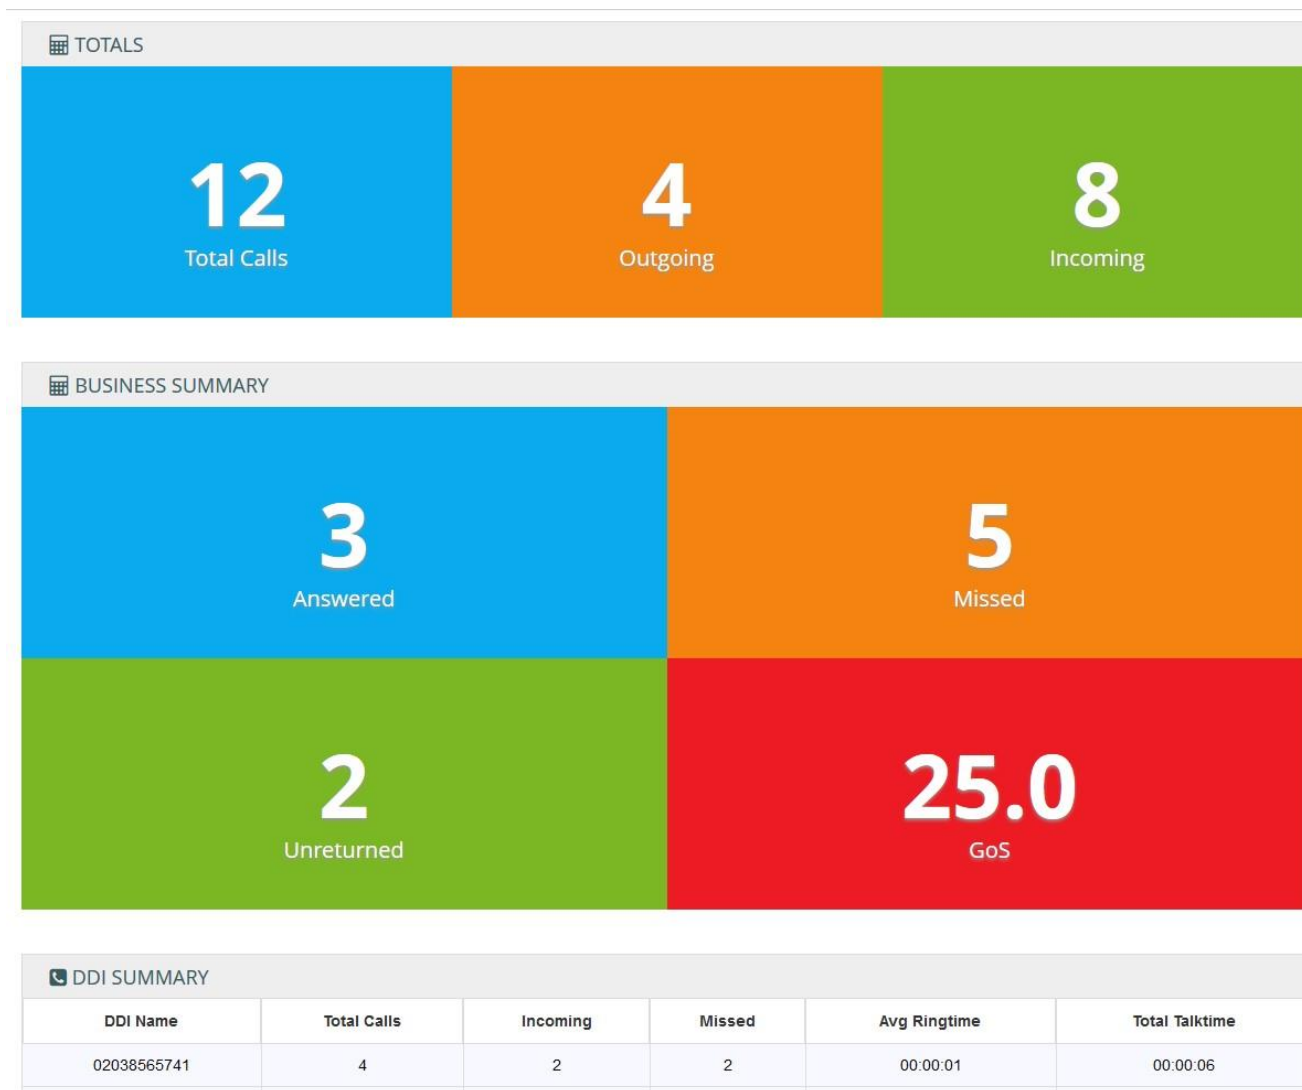 TOTALS
12 4 8
Total Calls Outgoing Incoming
BUSINESS SUMMARY
3 5
Answered Missed
2 25.0
Unreturned GoS
DDI SUMMARY
DDI Name Total Calls Incoming Missed Avg Ringtime Total Talktime
02038565741 4 2 2 00:00:01 00:00:06